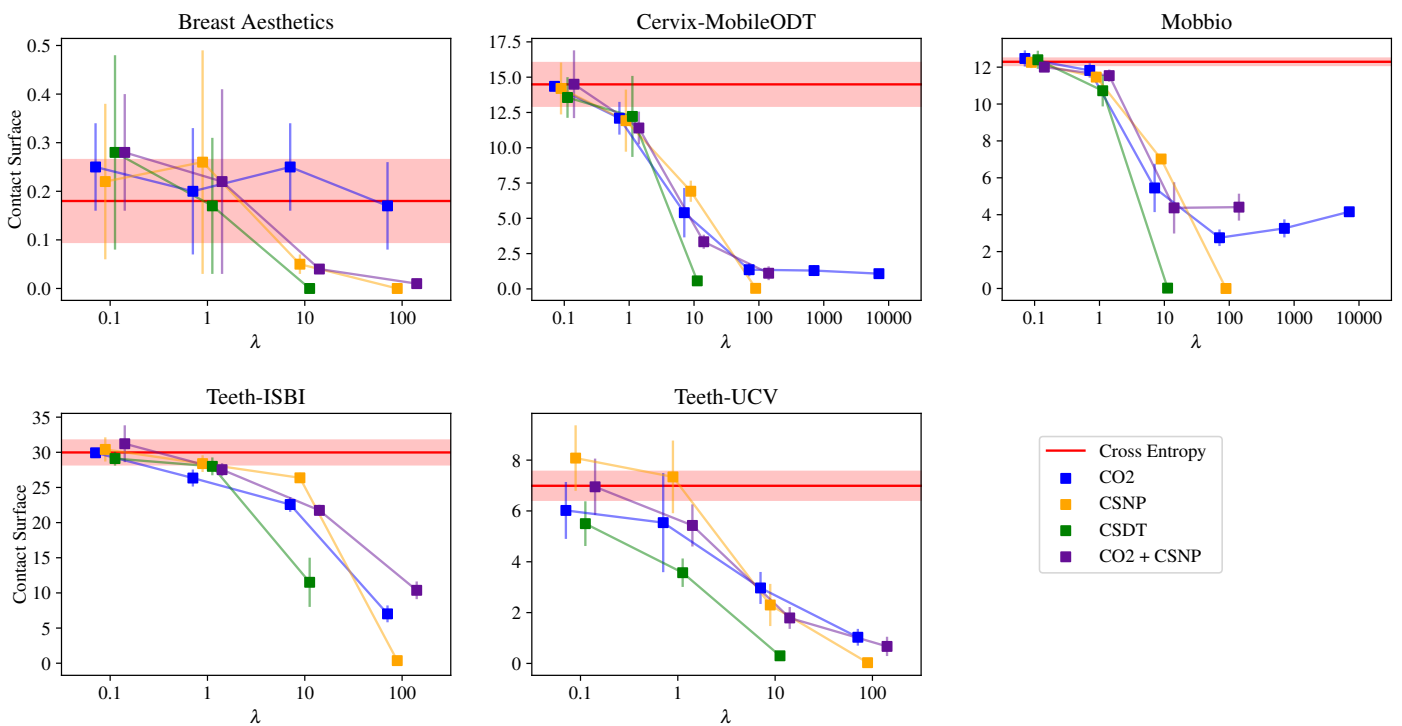 Breast Aesthetics
Contact Surface
0.5
0.4
0.3
0.2
0.1
0.0
0.1 1 10 100
λ
Cervix-MobileODT
17.5
15.0
12.5
10.0
7.5
5.0
2.5
0.0
0.1 1 10 100 1000 10000
λ
Mobbio
12
10
8
6
4
2
0
0.1 1 10 100 1000 10000
λ
Teeth-ISBI
Contact Surface
35
30
25
20
15
10
5
0
0.1 1 10 100
λ
Teeth-UCV
8
6
4
2
0
0.1 1 10 100
λ
Cross Entropy
CO2
CSNP
CSDT
CO2 + CSNP